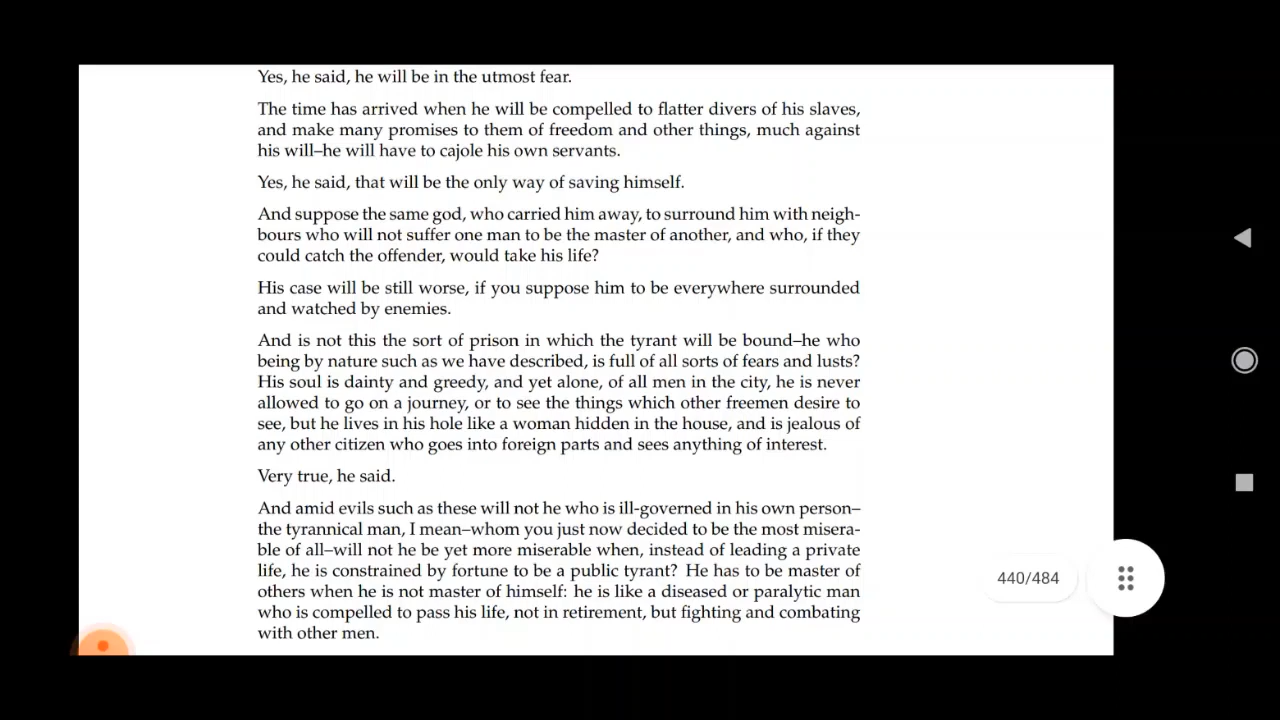 Yes, he said, he will be in the utmost fear.
The time has arrived when he will be compelled to flatter divers of his slaves,
and make many promises to them of freedom and other things, much against
his will–he will have to cajole his own servants.
Yes, he said, that will be the only way of saving himself.
And suppose the same god, who carried him away, to surround him with neigh-
bours who will not suffer one man to be the master of another, and who, if they
could catch the offender, would take his life?
His case will be still worse, if you suppose him to be everywhere surrounded
and watched by enemies.
And is not this the sort of prison in which the tyrant will be bound–he who
being by nature such as we have described, is full of all sorts of fears and lusts?
His soul is dainty and greedy, and yet alone, of all men in the city, he is never
allowed to go on a journey, or to see the things which other freemen desire to
see, but he lives in his hole like a woman hidden in the house, and is jealous of
any other citizen who goes into foreign parts and sees anything of interest.
Very true, he said.
And amid evils such as these will not he who is ill-governed in his own person–
the tyrannical man, I mean–whom you just now decided to be the most misera-
ble of all–will not he be yet more miserable when, instead of leading a private
life, he is constrained by fortune to be a public tyrant? He has to be master of
others when he is not master of himself: he is like a diseased or paralytic man
who is compelled to pass his life, not in retirement, but fighting and combating
with other men.
440/484